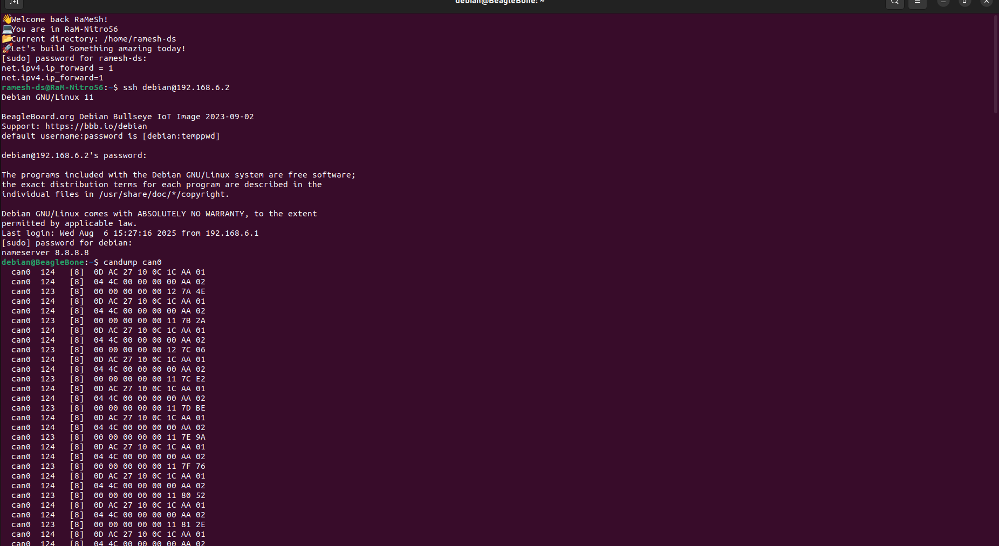 debian@BeagleBone: ~
👋Welcome back RaMeSh!
💻You are in RaM-Nitro56
📂Current directory: /home/ramesh-ds
🚀Let's build Something amazing today!
[sudo] password for ramesh-ds:
net.ipv4.ip_forward = 1
net.ipv4.ip_forward=1
ramesh-ds@RaM-Nitro56:~$ ssh debian@192.168.6.2
Debian GNU/Linux 11
BeagleBoard.org Debian Bullseye IoT Image 2023-09-02
Support: https://bbb.io/debian
default username:password is [debian:temppwd]
debian@192.168.6.2's password:
The programs included with the Debian GNU/Linux system are free software;
the exact distribution terms for each program are described in the
individual files in /usr/share/doc/*/copyright.
Debian GNU/Linux comes with ABSOLUTELY NO WARRANTY, to the extent
permitted by applicable law.
Last login: Wed Aug  6 15:27:16 2025 from 192.168.6.1
[sudo] password for debian:
nameserver 8.8.8.8
debian@BeagleBone:~$ candump can0
  can0  124   [8]  0D AC 27 10 0C 1C AA 01
  can0  124   [8]  04 4C 00 00 00 00 AA 02
  can0  123   [8]  00 00 00 00 00 12 7A 4E
  can0  124   [8]  0D AC 27 10 0C 1C AA 01
  can0  124   [8]  04 4C 00 00 00 00 AA 02
  can0  123   [8]  00 00 00 00 00 11 7B 2A
  can0  124   [8]  0D AC 27 10 0C 1C AA 01
  can0  124   [8]  04 4C 00 00 00 00 AA 02
  can0  123   [8]  00 00 00 00 00 12 7C 06
  can0  124   [8]  0D AC 27 10 0C 1C AA 01
  can0  124   [8]  04 4C 00 00 00 00 AA 02
  can0  123   [8]  00 00 00 00 00 11 7C E2
  can0  124   [8]  0D AC 27 10 0C 1C AA 01
  can0  124   [8]  04 4C 00 00 00 00 AA 02
  can0  123   [8]  00 00 00 00 00 11 7D BE
  can0  124   [8]  0D AC 27 10 0C 1C AA 01
  can0  124   [8]  04 4C 00 00 00 00 AA 02
  can0  123   [8]  00 00 00 00 00 11 7E 9A
  can0  124   [8]  0D AC 27 10 0C 1C AA 01
  can0  124   [8]  04 4C 00 00 00 00 AA 02
  can0  123   [8]  00 00 00 00 00 11 7F 76
  can0  124   [8]  0D AC 27 10 0C 1C AA 01
  can0  124   [8]  04 4C 00 00 00 00 AA 02
  can0  123   [8]  00 00 00 00 00 11 80 52
  can0  124   [8]  0D AC 27 10 0C 1C AA 01
  can0  124   [8]  04 4C 00 00 00 00 AA 02
  can0  123   [8]  00 00 00 00 00 11 81 2E
  can0  124   [8]  0D AC 27 10 0C 1C AA 01
  can0  124   [8]  04 4C 00 00 00 00 AA 02